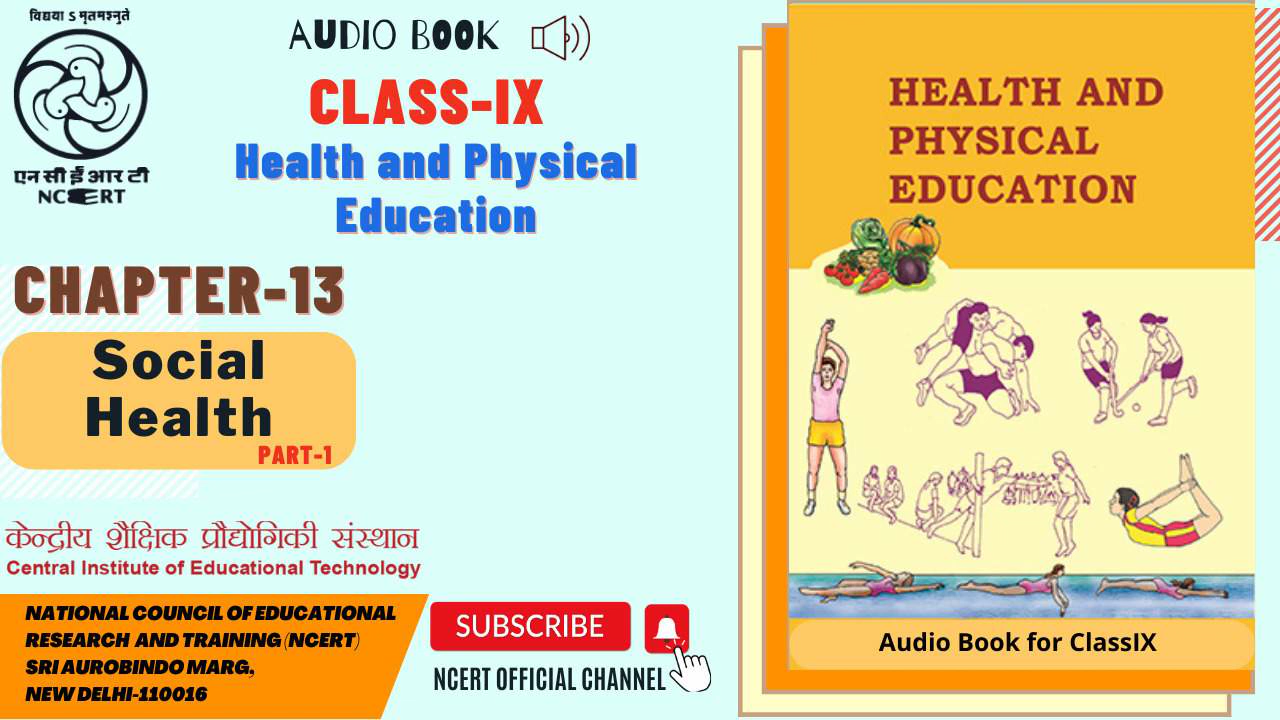 विद्यया ऽ मृतमश्नुते
एन सी ई आर टी
NCERT
AUDIO BOOK
CLASS-IX
Health and Physical
Education
CHAPTER-13
Social
Health
PART-1
केन्द्रीय शैक्षिक प्रौद्योगिकी संस्थान
Central Institute of Educational Technology
NATIONAL COUNCIL OF EDUCATIONAL
RESEARCH AND TRAINING (NCERT)
SRI AUROBINDO MARG,
NEW DELHI-110016
SUBSCRIBE
NCERT OFFICIAL CHANNEL
HEALTH AND
PHYSICAL
EDUCATION
Audio Book for ClassIX